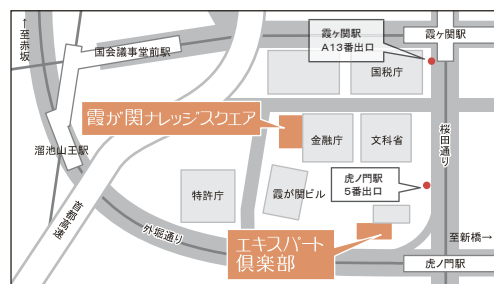 ↑至赤坂
国会議事堂前駅
霞ヶ関駅
A13番出口
霞ヶ関駅
国税庁
霞が関ナレッジスクエア
金融庁
文科省
桜田通り
溜池山王駅
虎ノ門駅
5番出口
特許庁
霞が関ビル
首都高速
外堀通り
エキスパート
倶楽部
至新橋→
虎ノ門駅